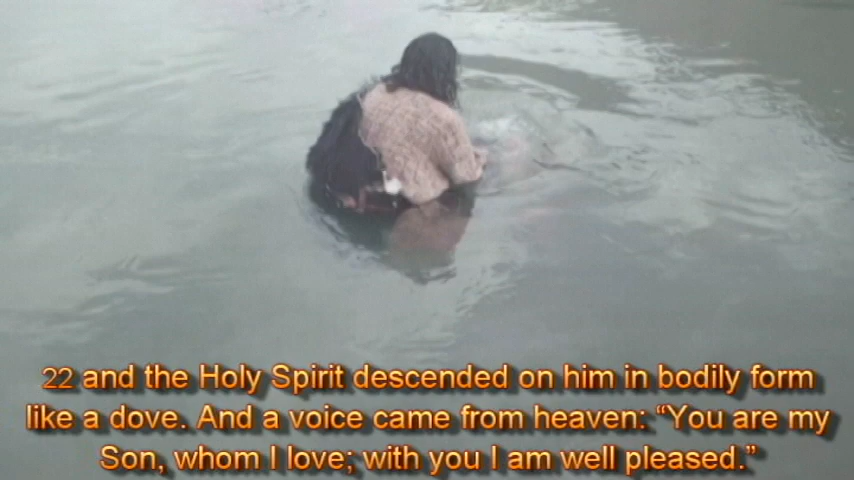 22 and the Holy Spirit descended on him in bodily form
like a dove. And a voice came from heaven: “You are my
Son, whom I love; with you I am well pleased.”